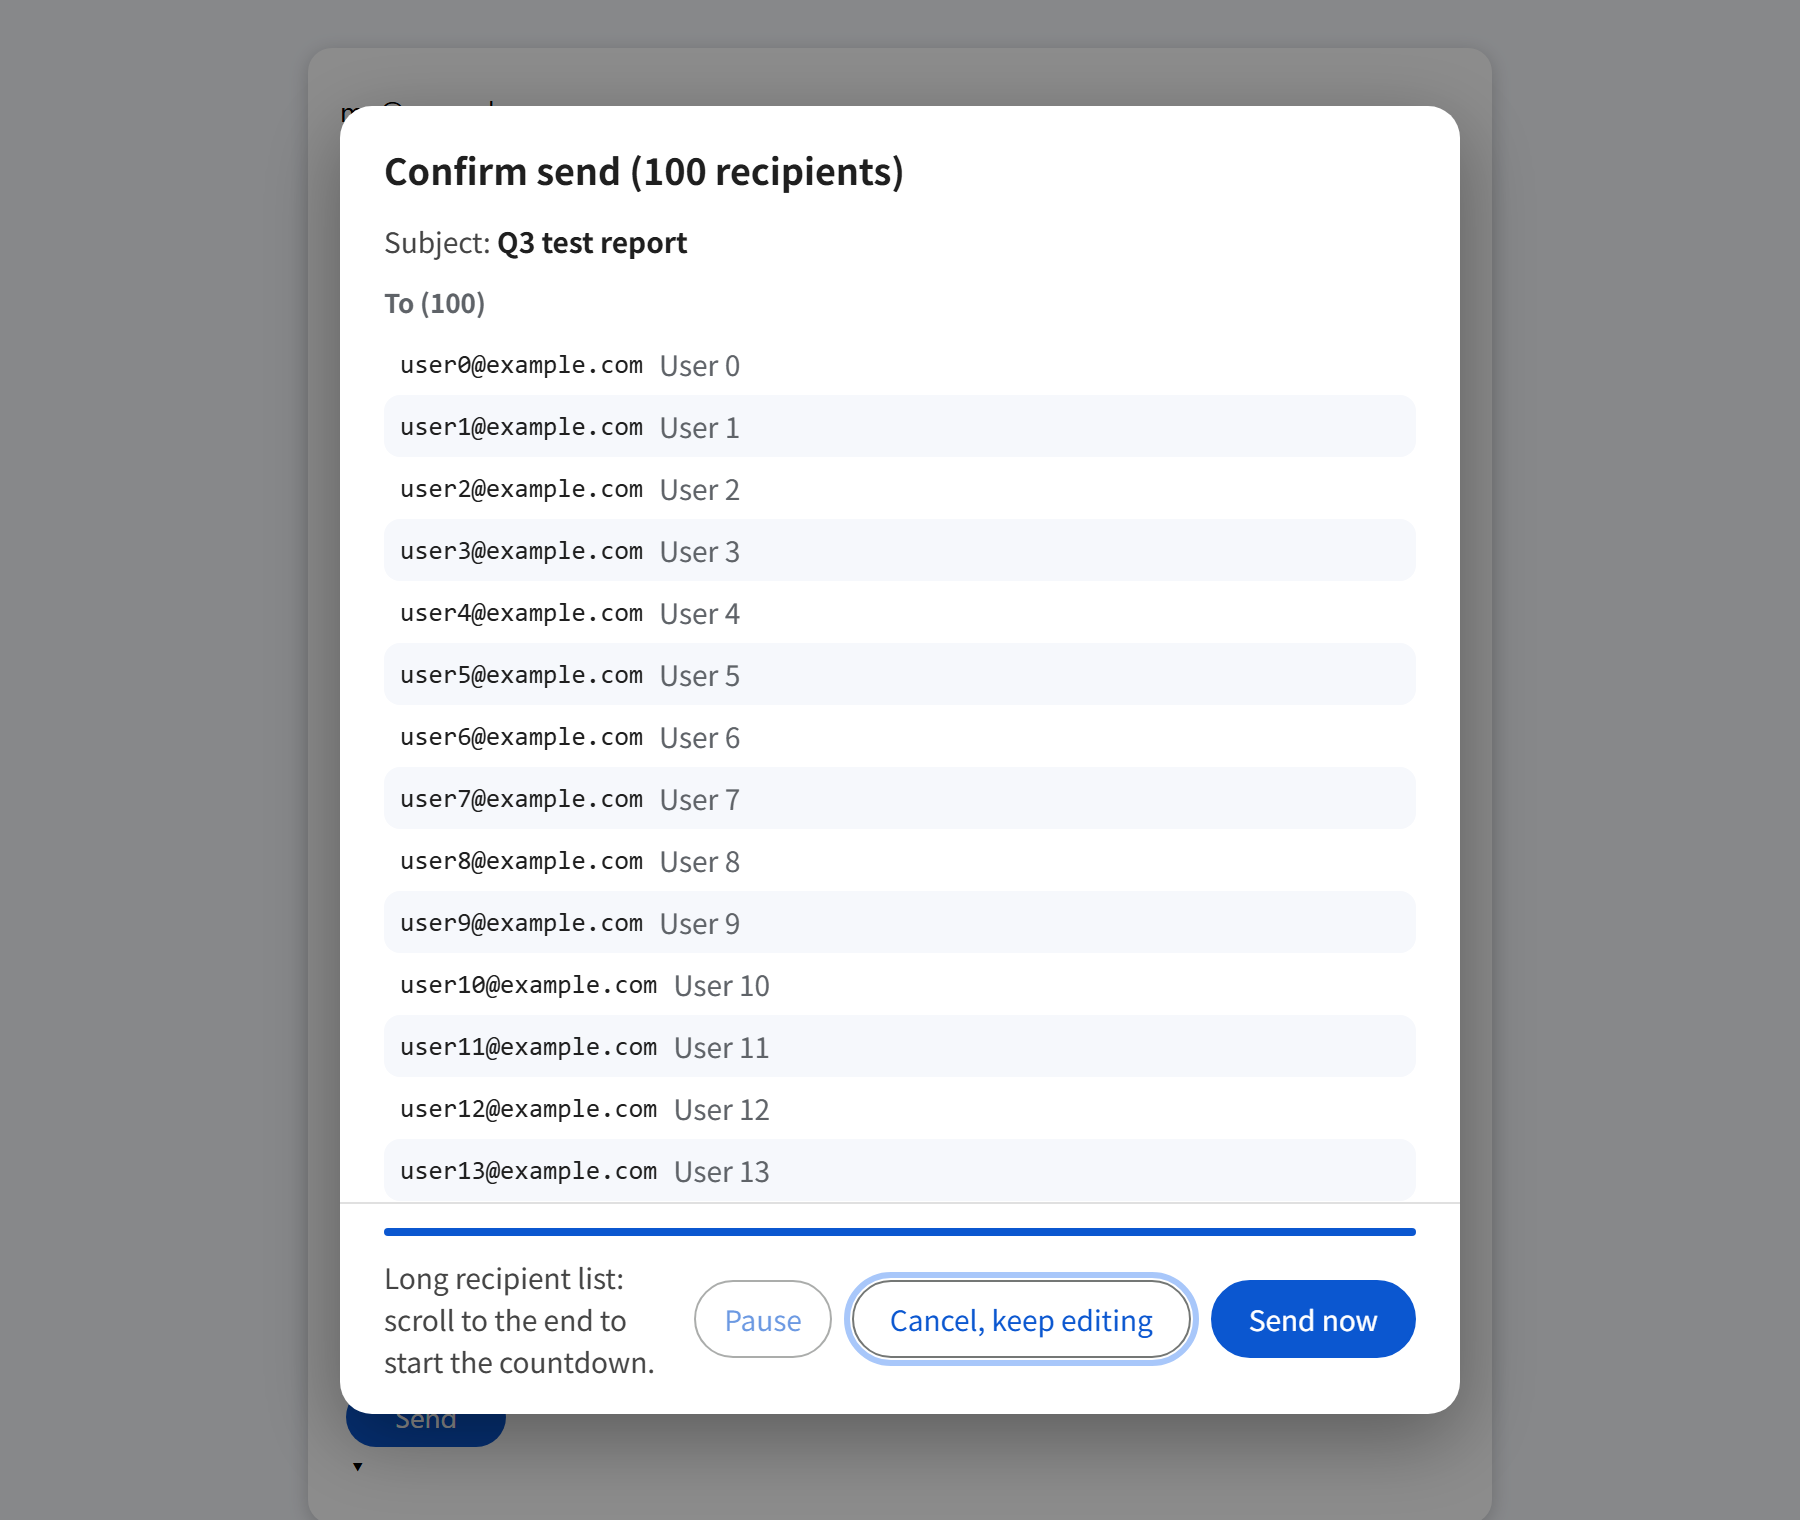 Confirm send (100 recipients)
Subject: Q3 test report
To (100)
user0@example.com User 0
user1@example.com User 1
user2@example.com User 2
user3@example.com User 3
user4@example.com User 4
user5@example.com User 5
user6@example.com User 6
user7@example.com User 7
user8@example.com User 8
user9@example.com User 9
user10@example.com User 10
user11@example.com User 11
user12@example.com User 12
user13@example.com User 13
Long recipient list:
scroll to the end to
start the countdown.
Pause
Cancel, keep editing
Send now
Send